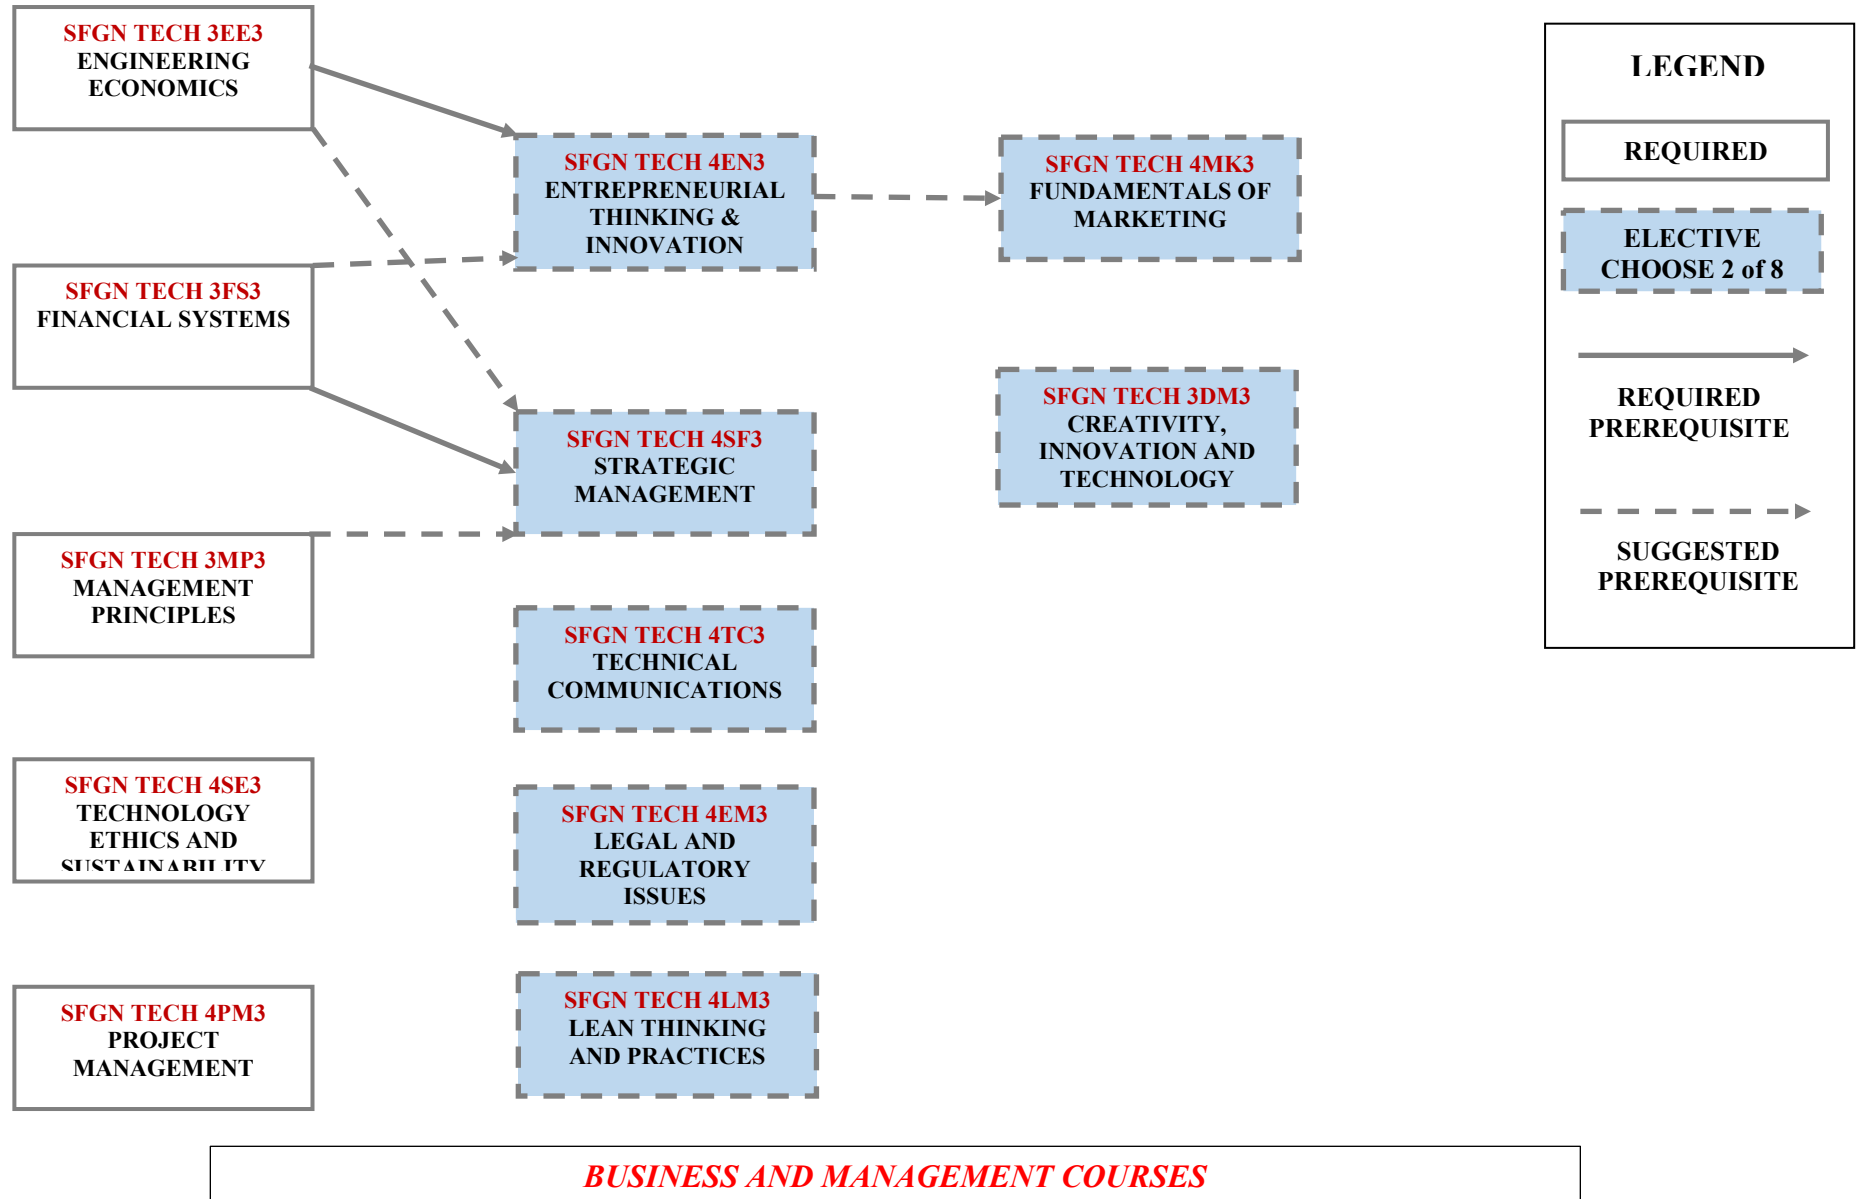 SFGN TECH 3EE3
ENGINEERING
ECONOMICS
SFGN TECH 3FS3
FINANCIAL SYSTEMS
SFGN TECH 3MP3
MANAGEMENT
PRINCIPLES
SFGN TECH 4SE3
TECHNOLOGY
ETHICS AND
SUSTAINABILITY
SFGN TECH 4PM3
PROJECT
MANAGEMENT
SFGN TECH 4EN3
ENTREPRENEURIAL
THINKING &
INNOVATION
SFGN TECH 4SF3
STRATEGIC
MANAGEMENT
SFGN TECH 4TC3
TECHNICAL
COMMUNICATIONS
SFGN TECH 4EM3
LEGAL AND
REGULATORY
ISSUES
SFGN TECH 4LM3
LEAN THINKING
AND PRACTICES
SFGN TECH 4MK3
FUNDAMENTALS OF
MARKETING
SFGN TECH 3DM3
CREATIVITY,
INNOVATION AND
TECHNOLOGY
LEGEND
REQUIRED
ELECTIVE
CHOOSE 2 of 8
REQUIRED
PREREQUISITE
SUGGESTED
PREREQUISITE
BUSINESS AND MANAGEMENT COURSES